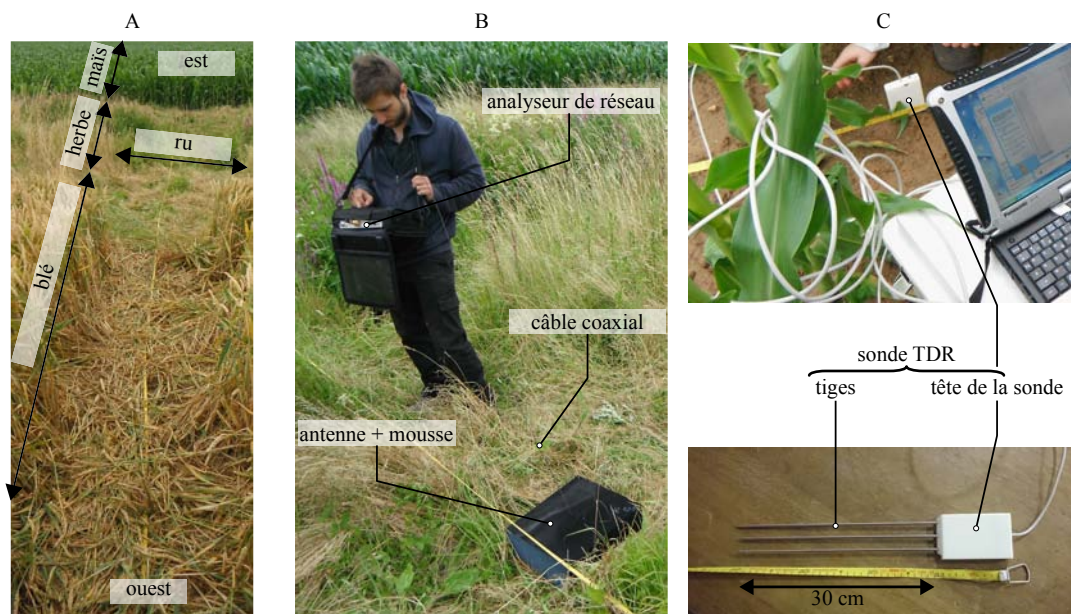 A
B
C
maïs
est
herbe
ru
blé
ouest
analyseur de réseau
câble coaxial
antenne + mousse
sonde TDR
tiges
tête de la sonde
30 cm